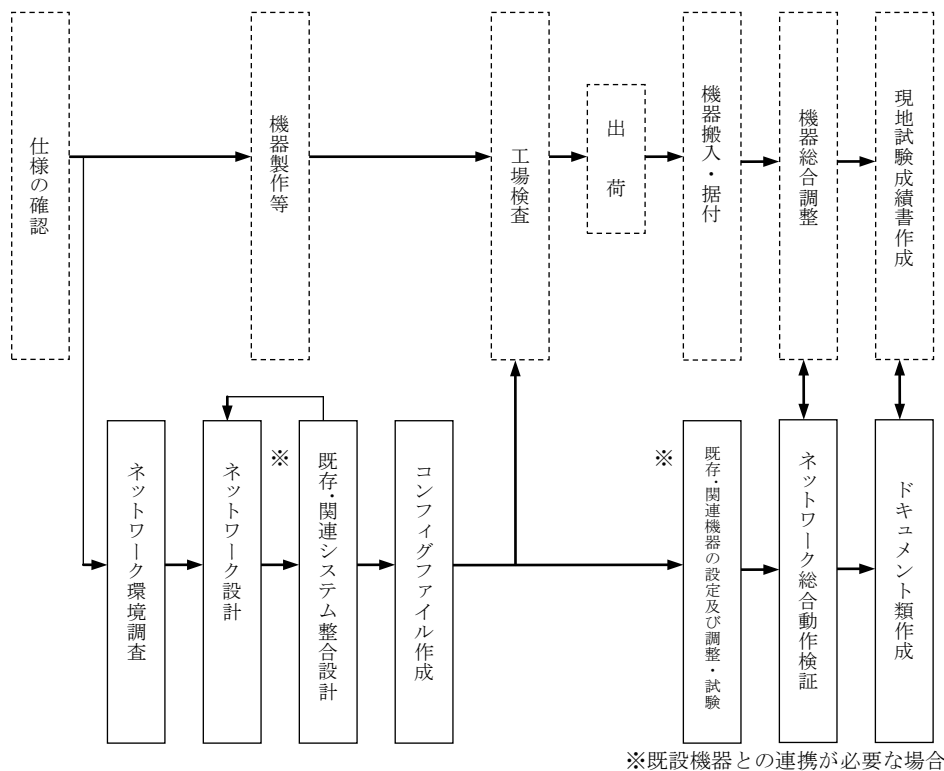 仕様の確認
機器製作等
工場検査
出荷
機器搬入・据付
機器総合調整
現地試験成績書作成
ネットワーク環境調査
ネットワーク設計
※
既存・関連システム整合設計
コンフィグファイル作成
※
既存・関連機器の設定及び調整・試験
ネットワーク総合動作検証
ドキュメント類作成
※既設機器との連携が必要な場合